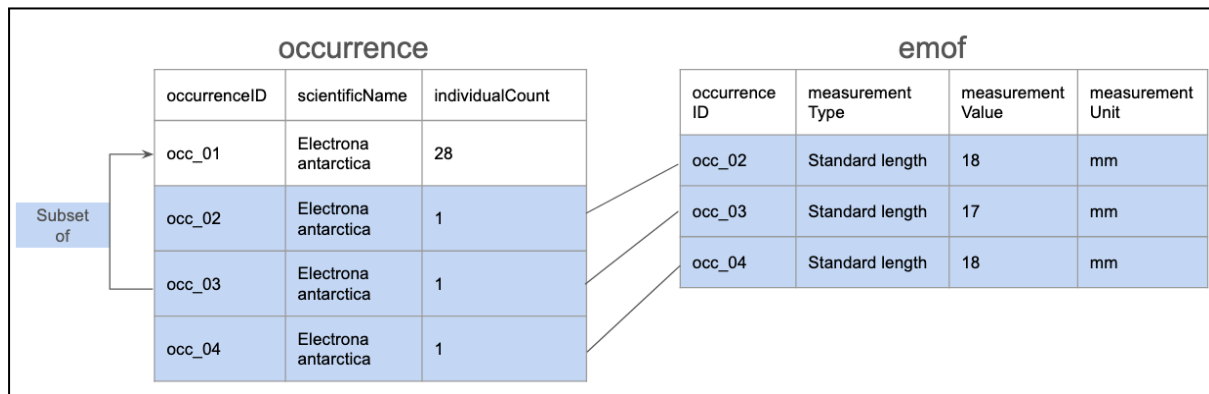 occurrence
occurrenceID scientificName individualCount
occ_01 Electrona antarctica 28
occ_02 Electrona antarctica 1
occ_03 Electrona antarctica 1
occ_04 Electrona antarctica 1
Subset of
emof
occurrence ID measurement Type measurement Value measurement Unit
occ_02 Standard length 18 mm
occ_03 Standard length 17 mm
occ_04 Standard length 18 mm